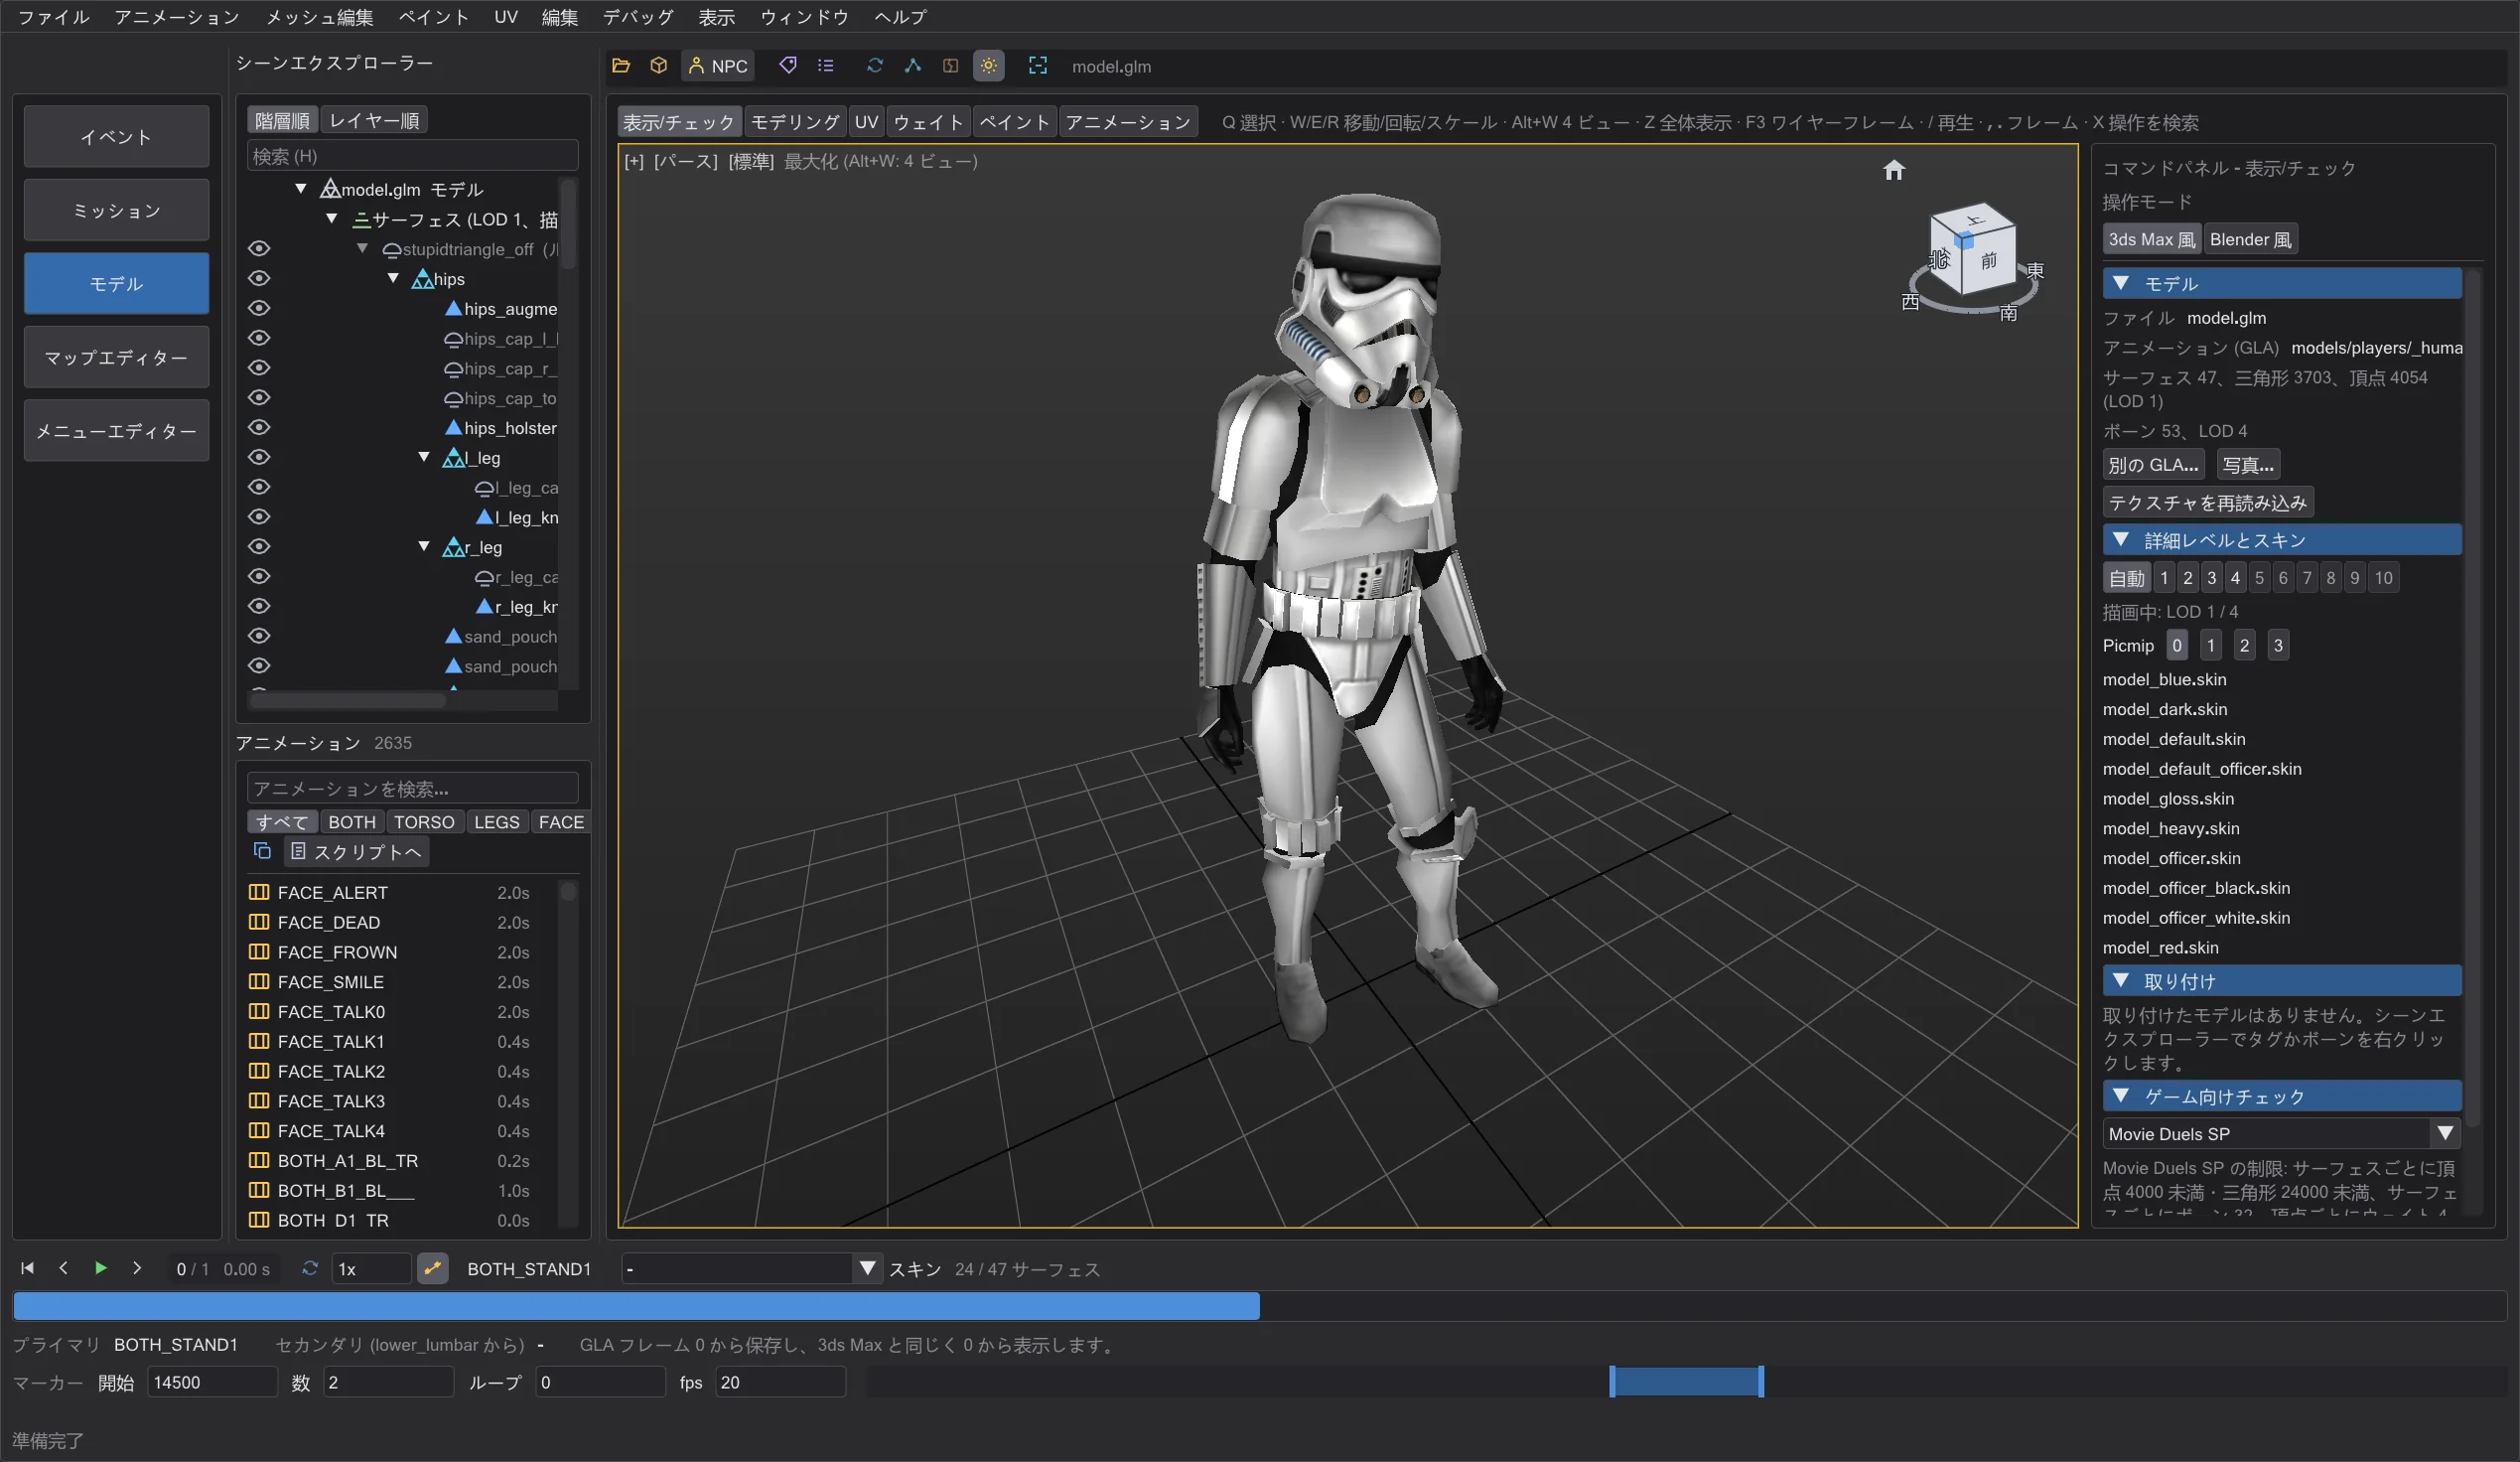 ファイル アニメーション メッシュ編集 ペイント UV 編集 デバッグ 表示 ウィンドウ ヘルプ
シーンエクスプローラー
NPC model.glm
イベント
ミッション
モデル
マップエディター
メニューエディター
階層順 レイヤー順
検索 (H)
model.glm モデル
サーフェス (LOD 1、描
stupidtriangle_off
hips
hips_augme
hips_cap_l_
hips_cap_r_
hips_cap_to
hips_holster
l_leg
l_leg_ca
l_leg_kn
r_leg
r_leg_ca
r_leg_kn
sand_pouch
sand_pouch
アニメーション 2635
アニメーションを検索...
すべて BOTH TORSO LEGS FACE
スクリプトへ
FACE_ALERT 2.0s
FACE_DEAD 2.0s
FACE_FROWN 2.0s
FACE_SMILE 2.0s
FACE_TALK0 2.0s
FACE_TALK1 0.4s
FACE_TALK2 0.4s
FACE_TALK3 0.4s
FACE_TALK4 0.4s
BOTH_A1_BL_TR 0.2s
BOTH_B1_BL___ 1.0s
BOTH_D1_TR 0.0s
表示/チェック モデリング UV ウェイト ペイント アニメーション Q 選択 · W/E/R 移動/回転/スケール · Alt+W 4 ビュー · Z 全体表示 · F3 ワイヤーフレーム · / 再生 · , . フレーム · X 操作を検索
[+] [パース] [標準] 最大化 (Alt+W: 4 ビュー)
上
前
北
東
西
南
コマンドパネル - 表示/チェック
操作モード
3ds Max 風 Blender 風
モデル
ファイル model.glm
アニメーション (GLA) models/players/_huma
サーフェス 47、三角形 3703、頂点 4054
(LOD 1)
ボーン 53、LOD 4
別の GLA... 写真...
テクスチャを再読み込み
詳細レベルとスキン
自動 1 2 3 4 5 6 7 8 9 10
描画中: LOD 1 / 4
Picmip 0 1 2 3
model_blue.skin
model_dark.skin
model_default.skin
model_default_officer.skin
model_gloss.skin
model_heavy.skin
model_officer.skin
model_officer_black.skin
model_officer_white.skin
model_red.skin
取り付け
取り付けたモデルはありません。シーンエ
クスプローラーでタグかボーンを右クリッ
クします。
ゲーム向けチェック
Movie Duels SP
Movie Duels SP の制限: サーフェスごとに頂
点 4000 未満・三角形 24000 未満、サーフェ
スごとにボーン 32、頂点ごとにウェイト 4
0 / 1 0.00 s 1x BOTH_STAND1 - スキン 24 / 47 サーフェス
プライマリ BOTH_STAND1 セカンダリ (lower_lumbar から) - GLA フレーム 0 から保存し、3ds Max と同じく 0 から表示します。
マーカー 開始 14500 数 2 ループ 0 fps 20
準備完了